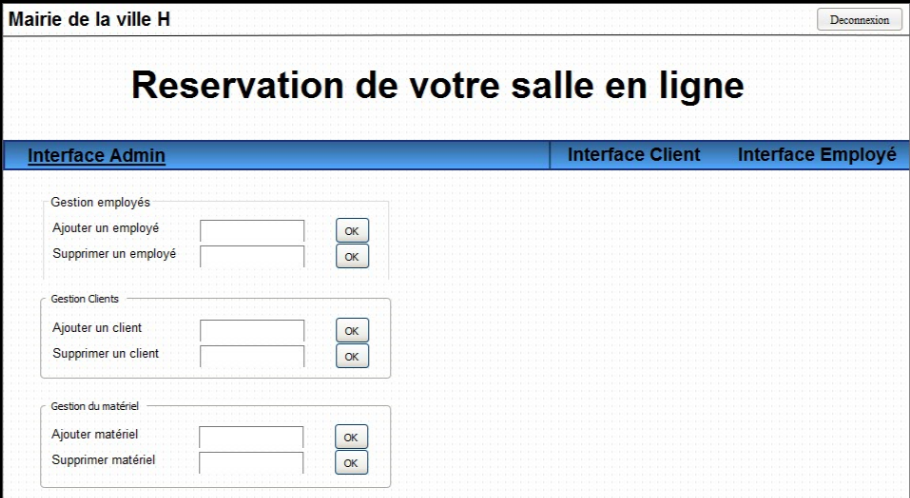 Mairie de la ville H
Deconnexion
Reservation de votre salle en ligne
Interface Admin
Interface Client
Interface Employé
Gestion employés
Ajouter un employé
OK
Supprimer un employé
OK
Gestion Clients
Ajouter un client
OK
Supprimer un client
OK
Gestion du matériel
Ajouter matériel
OK
Supprimer matériel
OK